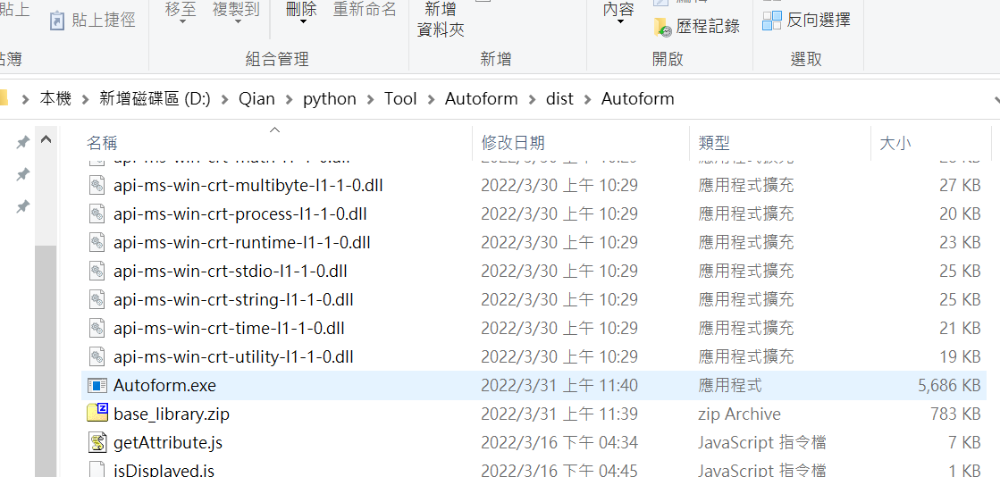 貼上 貼上捷徑 移至 複製到 刪除 重新命名 新增 資料夾 內容 歷程記錄 反向選擇
組合管理 新增 開啟 選取
本機 > 新增磁碟區 (D:) > Qian > python > Tool > Autoform > dist > Autoform
名稱 修改日期 類型 大小
api-ms-win-crt-multibyte-l1-1-0.dll 2022/3/30 上午 10:29 應用程式擴充 27 KB
api-ms-win-crt-process-l1-1-0.dll 2022/3/30 上午 10:29 應用程式擴充 20 KB
api-ms-win-crt-runtime-l1-1-0.dll 2022/3/30 上午 10:29 應用程式擴充 23 KB
api-ms-win-crt-stdio-l1-1-0.dll 2022/3/30 上午 10:29 應用程式擴充 25 KB
api-ms-win-crt-string-l1-1-0.dll 2022/3/30 上午 10:29 應用程式擴充 25 KB
api-ms-win-crt-time-l1-1-0.dll 2022/3/30 上午 10:29 應用程式擴充 21 KB
api-ms-win-crt-utility-l1-1-0.dll 2022/3/30 上午 10:29 應用程式擴充 19 KB
Autoform.exe 2022/3/31 上午 11:40 應用程式 5,686 KB
base_library.zip 2022/3/31 上午 11:39 zip Archive 783 KB
getAttribute.js 2022/3/16 下午 04:34 JavaScript 指令檔 7 KB
isDisplayed.js 2022/3/16 下午 04:45 JavaScript 指令檔 1 KB